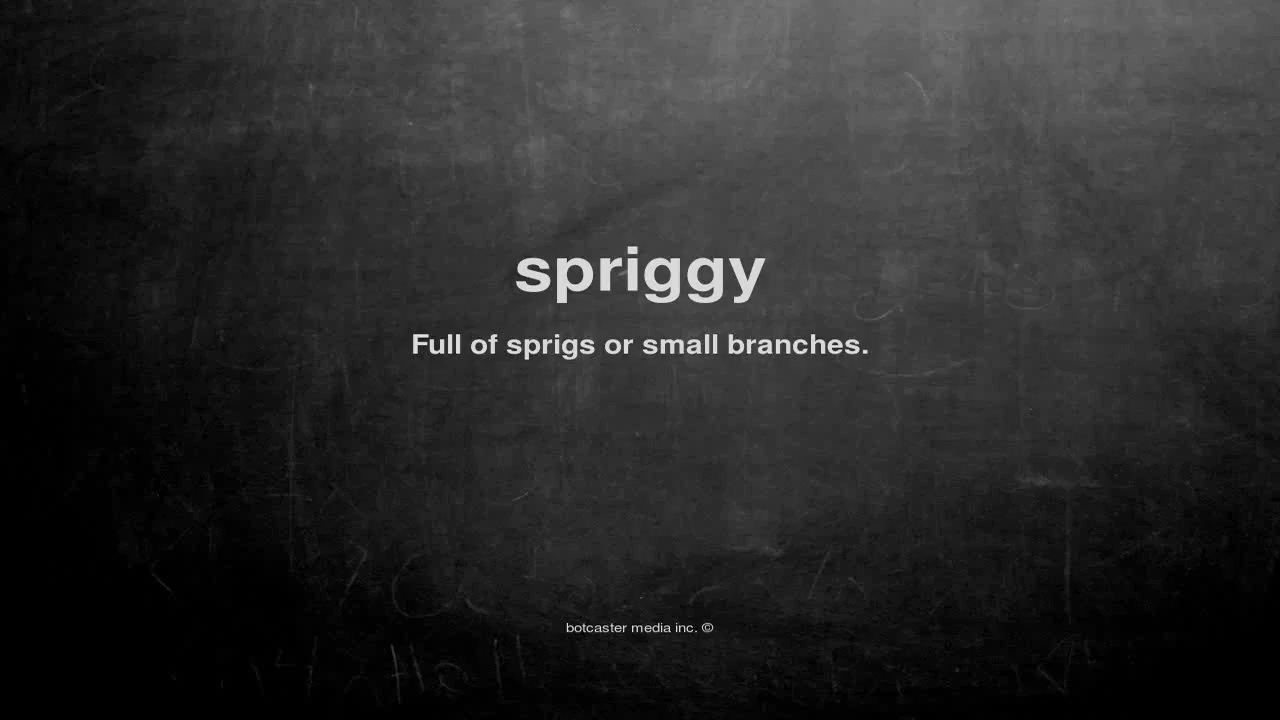 spriggy
Full of sprigs or small branches.
botcaster media inc. ©